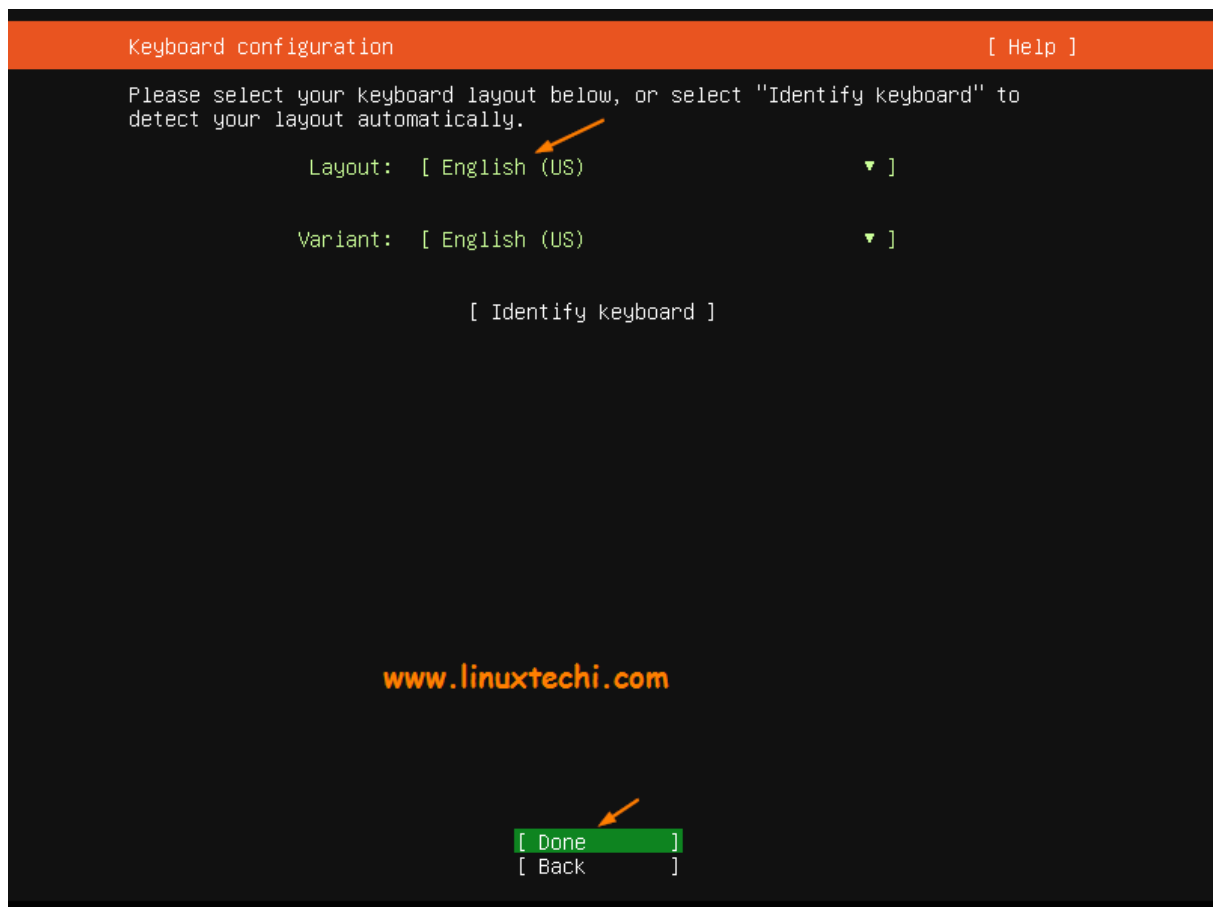 Keyboard configuration [ Help ]
Please select your keyboard layout below, or select "Identify keyboard" to
detect your layout automatically.
Layout: [ English (US) ▾ ]
Variant: [ English (US) ▾ ]
[ Identify keyboard ]
www.linuxtechi.com
[ Done ]
[ Back ]